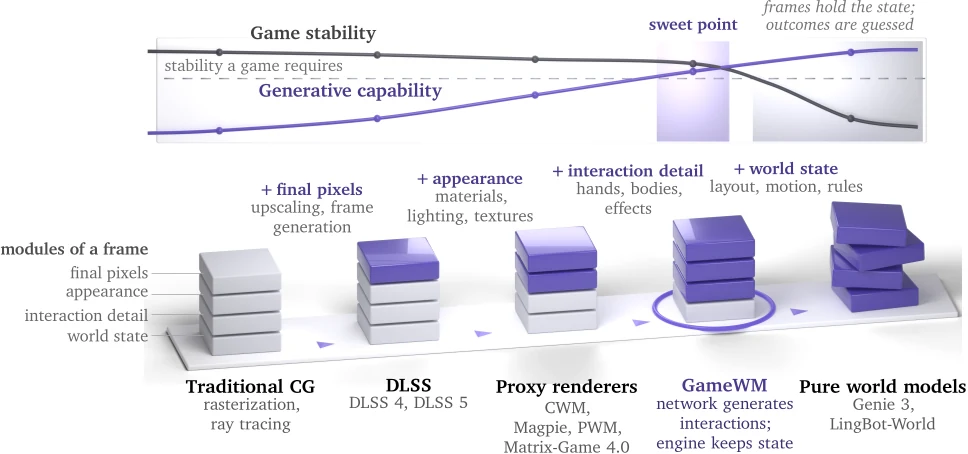 Game stability
stability a game requires
Generative capability
sweet point
frames hold the state;
outcomes are guessed
+ final pixels
upscaling, frame
generation
+ appearance
materials,
lighting, textures
+ interaction detail
hands, bodies,
effects
+ world state
layout, motion, rules
modules of a frame
final pixels
appearance
interaction detail
world state
Traditional CG
rasterization,
ray tracing
DLSS
DLSS 4, DLSS 5
Proxy renderers
CWM,
Magpie, PWM,
Matrix-Game 4.0
GameWM
network generates
interactions;
engine keeps state
Pure world models
Genie 3,
LingBot-World